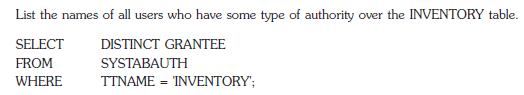 List the names of all users who have some type of authority over the INVENTORY table.
SELECT DISTINCT GRANTEE
FROM SYSTABAUTH
WHERE TTNAME = 'INVENTORY';